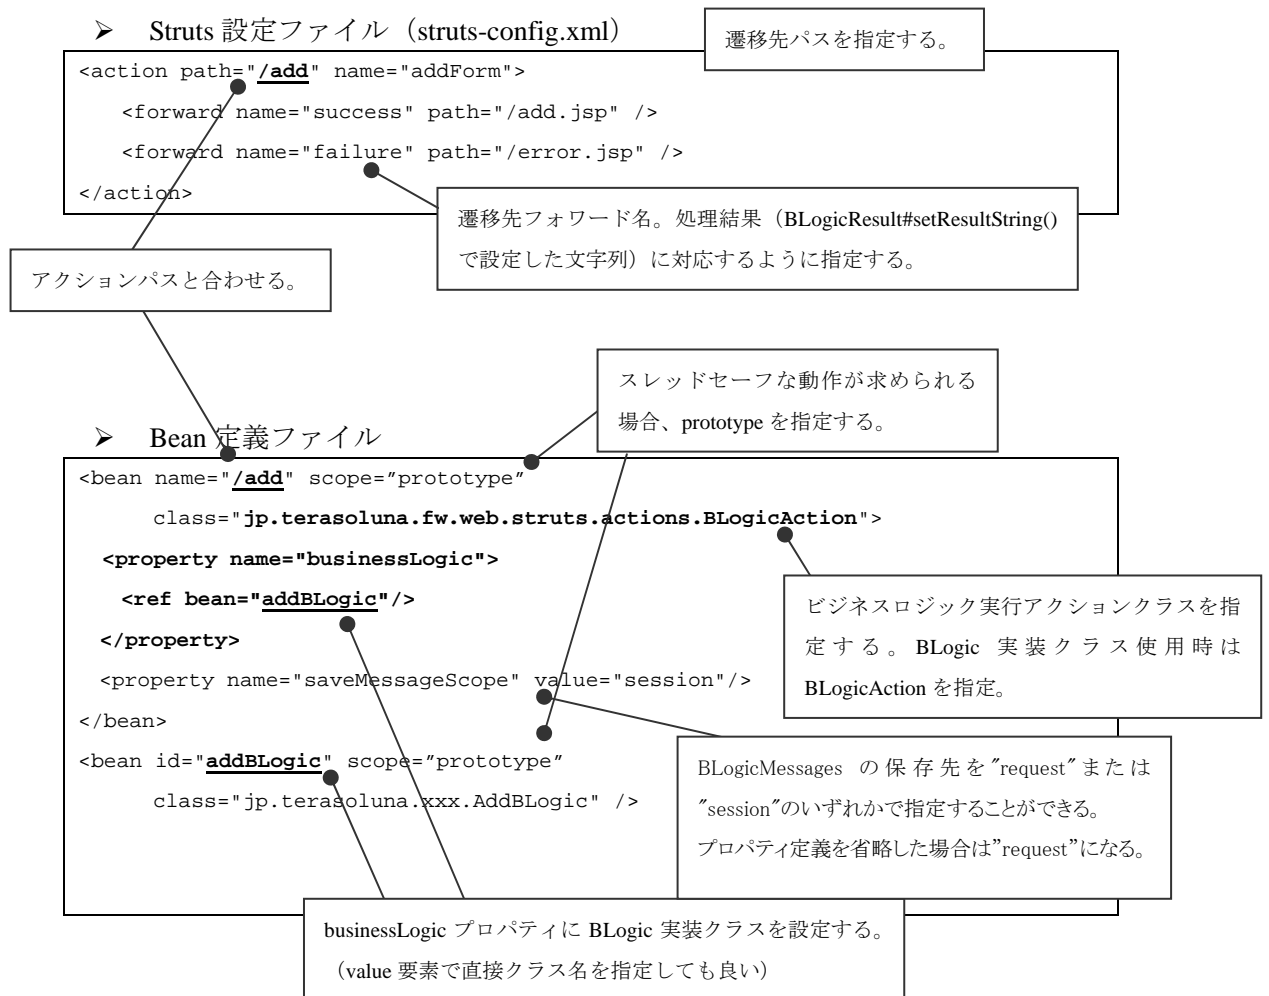 ➢ Struts 設定ファイル（struts-config.xml）
遷移先パスを指定する。
<action path="/add" name="addForm">
<forward name="success" path="/add.jsp" />
<forward name="failure" path="/error.jsp" />
</action>
遷移先フォワード名。処理結果（BLogicResult#setResultString()
で設定した文字列）に対応するように指定する。
アクションパスと合わせる。
スレッドセーフな動作が求められる
場合、prototype を指定する。
➢ Bean 定義ファイル
<bean name="/add" scope=”prototype”
class="jp.terasoluna.fw.web.struts.actions.BLogicAction">
<property name="businessLogic">
<ref bean="addBLogic"/>
</property>
<property name="saveMessageScope" value="session"/>
</bean>
<bean id="addBLogic" scope=”prototype”
class="jp.terasoluna.xxx.AddBLogic" />
ビジネスロジック実行アクションクラスを指
定する。BLogic 実装クラス使用時は
BLogicAction を指定。
BLogicMessages の保存先を″request″または
″session″のいずれかで指定することができる。
プロパティ定義を省略した場合は”request”になる。
businessLogic プロパティに BLogic 実装クラスを設定する。
（value 要素で直接クラス名を指定しても良い）